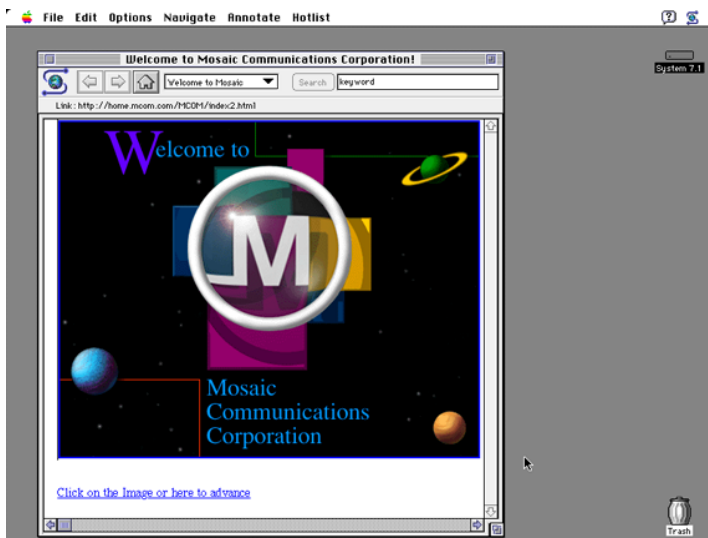 File Edit Options Navigate Annotate Hotlist
System 7.1
Welcome to Mosaic Communications Corporation!
Welcome to Mosaic
Search
keyword
Link: http://home.mcom.com/MCOM/index2.html
Welcome to
M
Mosaic
Communications
Corporation
Click on the Image or here to advance
Trash